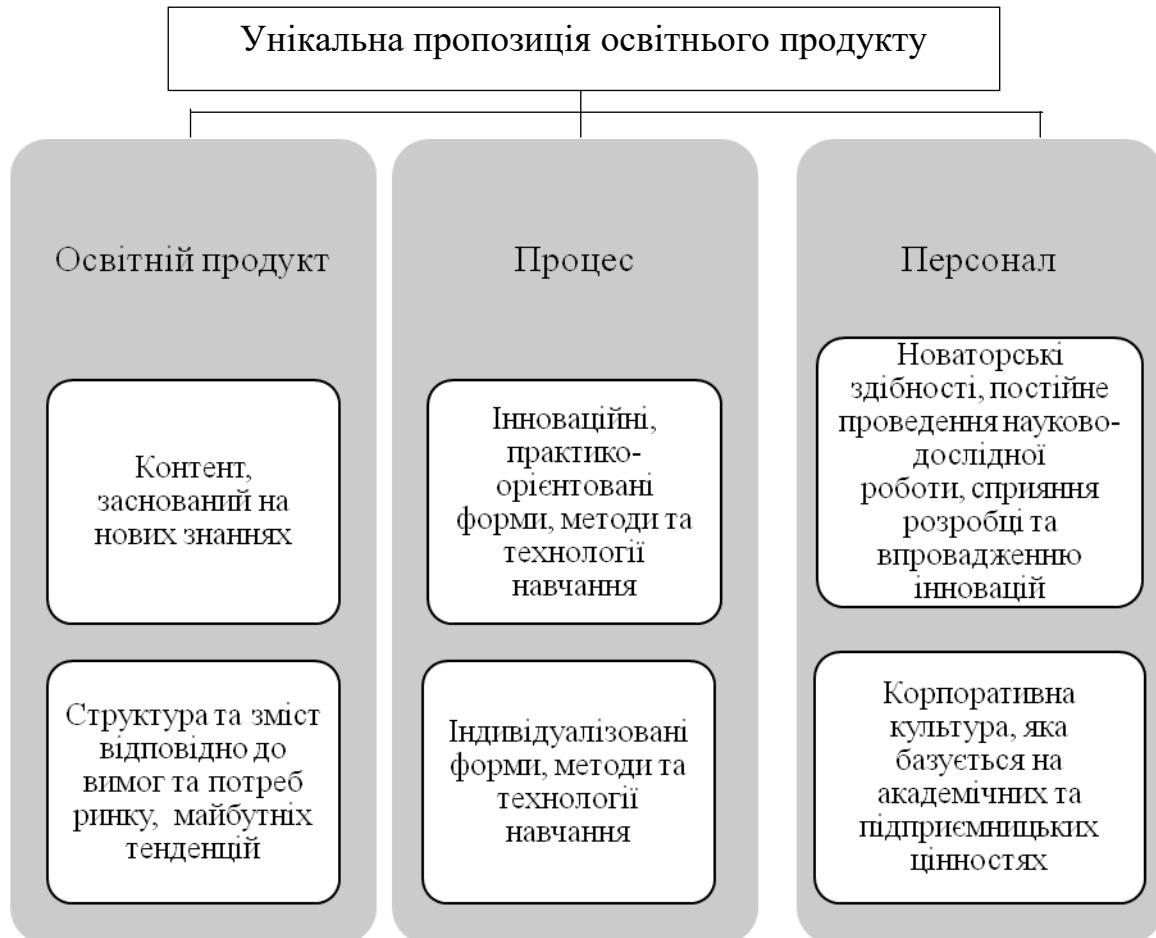 Унікальна пропозиція освітнього продукту
Освітній продукт
Контент,
заснований на
нових знаннях
Структура та зміст
відповідно до
вимог та потреб
ринку, майбутніх
тенденцій
Процес
Інноваційні,
практико-
орієнтовані
форми, методи та
технології
навчання
Індивідуалізовані
форми, методи та
технології
навчання
Персонал
Новаторські
здібності, постійне
проведення науково-
дослідної
роботи, сприяння
розробці та
впровадженню
інновацій
Корпоративна
культура, яка
базується на
академічних та
підприємницьких
цінностях